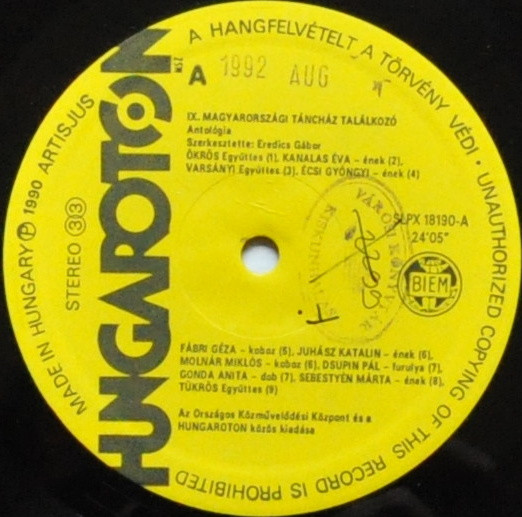 A HANGFELVÉTELT A TÖRVÉNY VÉDI • UNAUTHORIZED COPYING OF THIS RECORD IS PROHIBITED
MADE IN HUNGARY Ⓟ 1990 ARTISJUS
STEREO 33
HUNGAROTON
MSZ
A 1992 AUG
IX. MAGYARORSZÁGI TÁNCHÁZ TALÁLKOZÓ
Antológia
Szerkesztette: Eredics Gábor
ÖKRÖS Együttes (1), KANALAS ÉVA – ének (2),
VARSÁNYI Együttes (3), ÉCSI GYÖNGYI – ének (4)
SLPX 18190-A
24'05"
BIEM
VÁROSI KÖNYVTÁR
FÁBRI GÉZA – koboz (5), JUHÁSZ KATALIN – ének (6),
MOLNÁR MIKLÓS – koboz (6), DSUPIN PÁL – furulya (7),
GONDA ANITA – dob (7), SEBESTYÉN MÁRTA – ének (8),
TÜKRÖS Együttes (9)
Az Országos Közművelődési Központ és a
HUNGAROTON közös kiadása